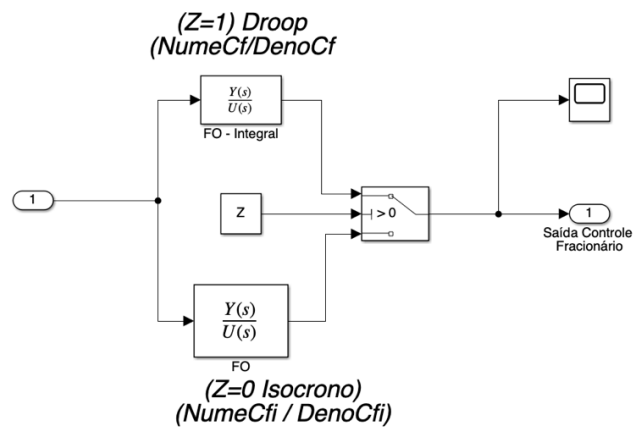 (Z=1) Droop
(NumeCf/DenoCf
Y(s)
U(s)
FO - Integral
1
Z
> 0
1
Saída Controle
Fracionário
Y(s)
U(s)
FO
(Z=0 Isocrono)
(NumeCfi / DenoCfi)